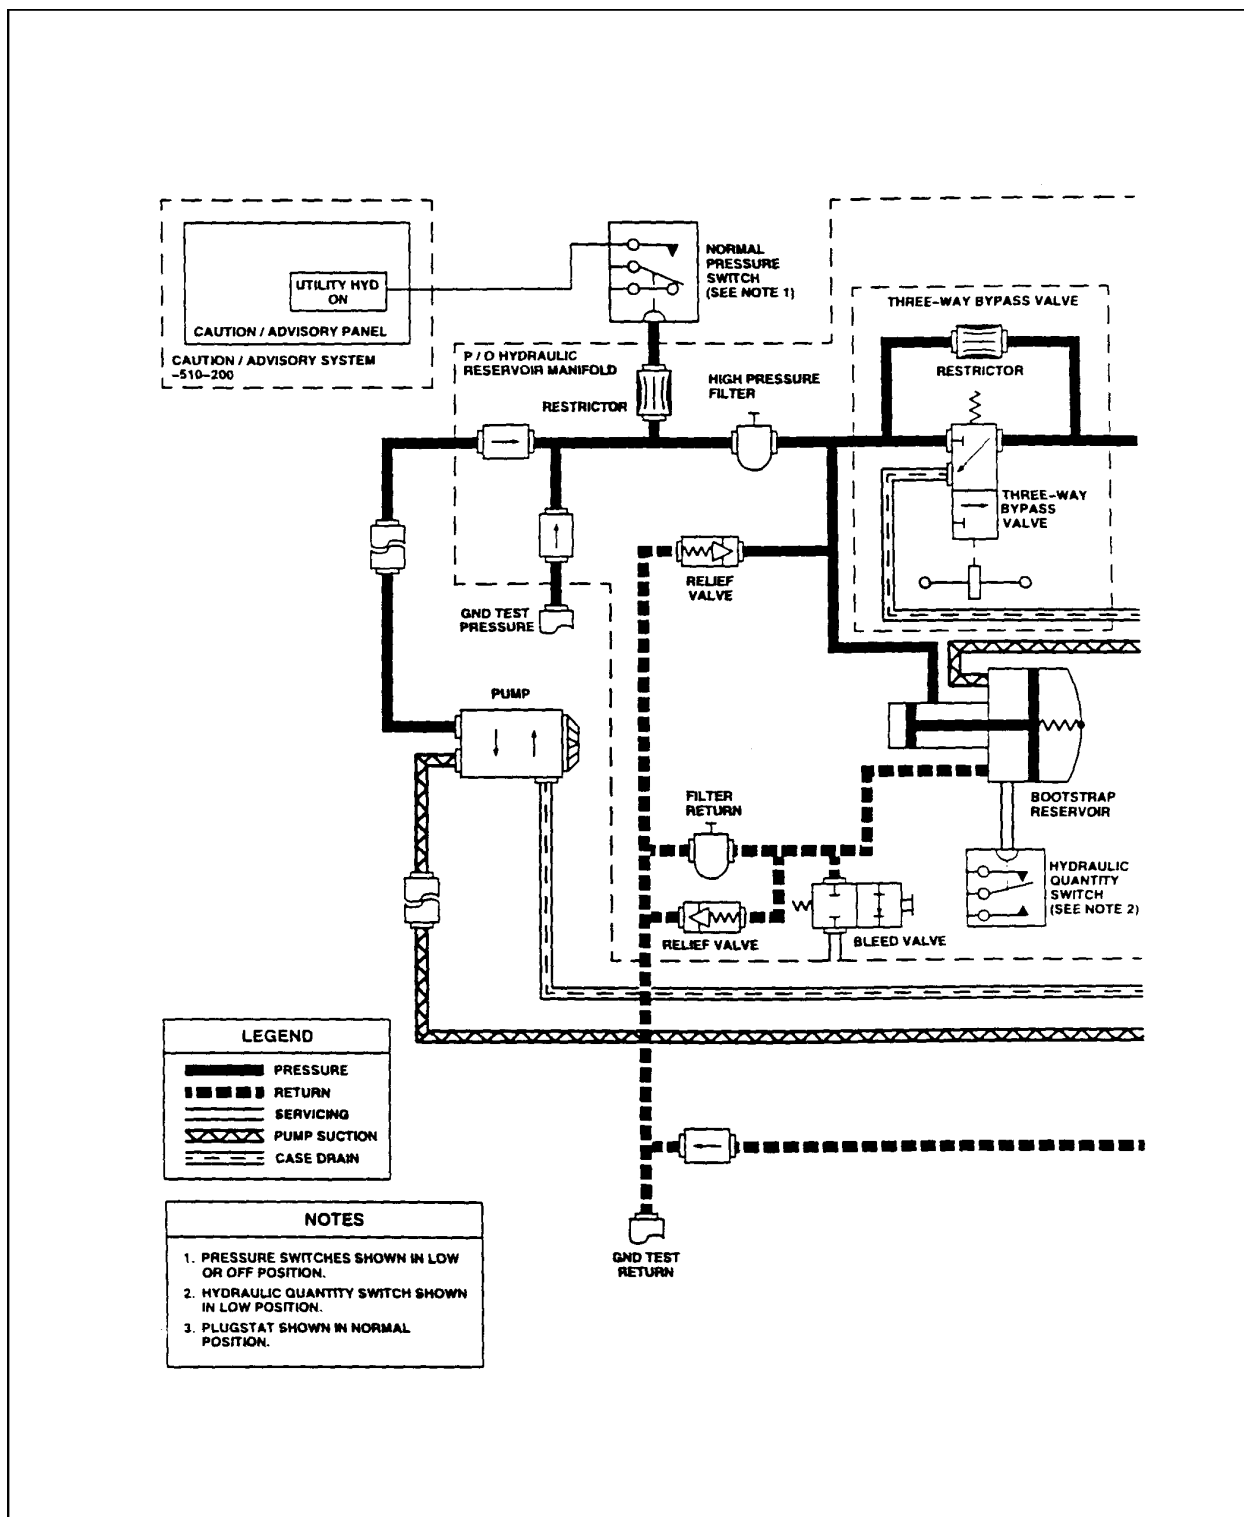 UTILITY HYD
ON
CAUTION / ADVISORY PANEL
CAUTION / ADVISORY SYSTEM
-510-200
NORMAL
PRESSURE
SWITCH
(SEE NOTE 1)
P / O HYDRAULIC
RESERVOIR MANIFOLD
RESTRICTOR
HIGH PRESSURE
FILTER
THREE-WAY BYPASS VALVE
RESTRICTOR
THREE-WAY
BYPASS
VALVE
RELIEF
VALVE
GND TEST
PRESSURE
PUMP
BOOTSTRAP
RESERVOIR
FILTER
RETURN
HYDRAULIC
QUANTITY
SWITCH
(SEE NOTE 2)
RELIEF VALVE
BLEED VALVE
LEGEND
PRESSURE
RETURN
SERVICING
PUMP SUCTION
CASE DRAIN
NOTES
1. PRESSURE SWITCHES SHOWN IN LOW
OR OFF POSITION.
2. HYDRAULIC QUANTITY SWITCH SHOWN
IN LOW POSITION.
3. PLUGSTAT SHOWN IN NORMAL
POSITION.
GND TEST
RETURN